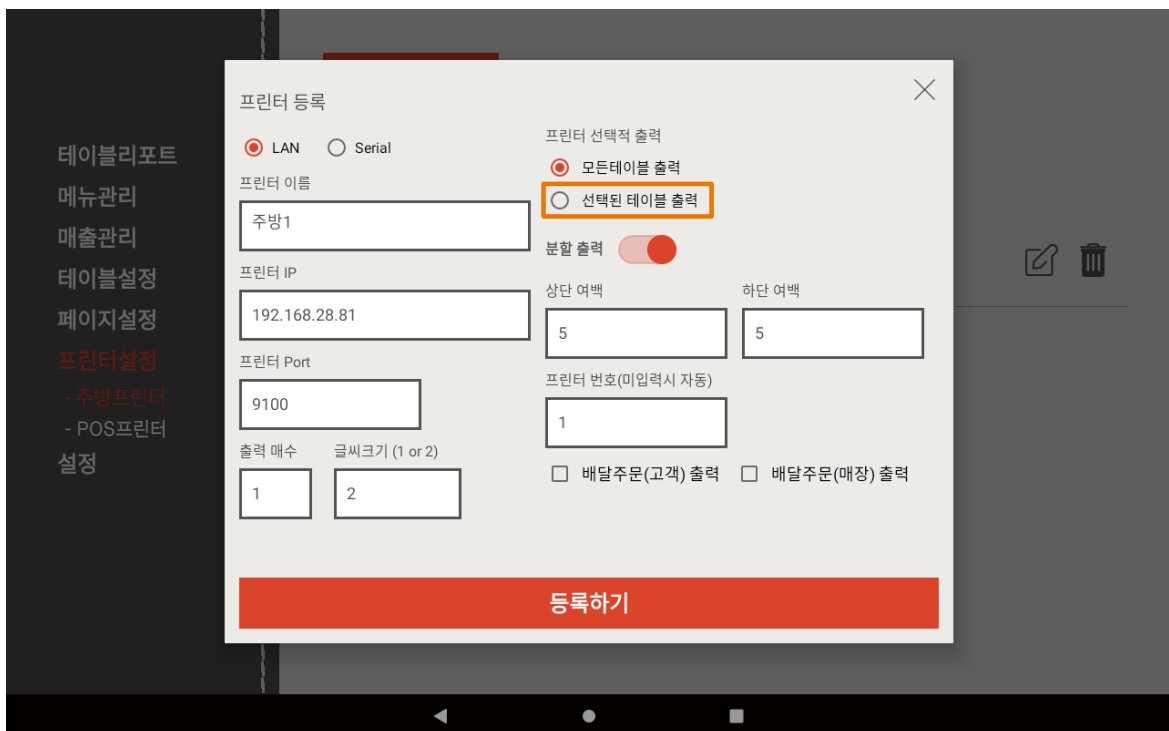 테이블리포트
메뉴관리
매출관리
테이블설정
페이지설정
프린터설정
- 주방프린터
- POS프린터
설정
프린터 등록
LAN
Serial
프린터 이름
주방1
프린터 IP
192.168.28.81
프린터 Port
9100
출력 매수
글씨크기 (1 or 2)
1
2
프린터 선택적 출력
모든테이블 출력
선택된 테이블 출력
분할 출력
상단 여백
하단 여백
5
5
프린터 번호(미입력시 자동)
1
배달주문(고객) 출력
배달주문(매장) 출력
등록하기